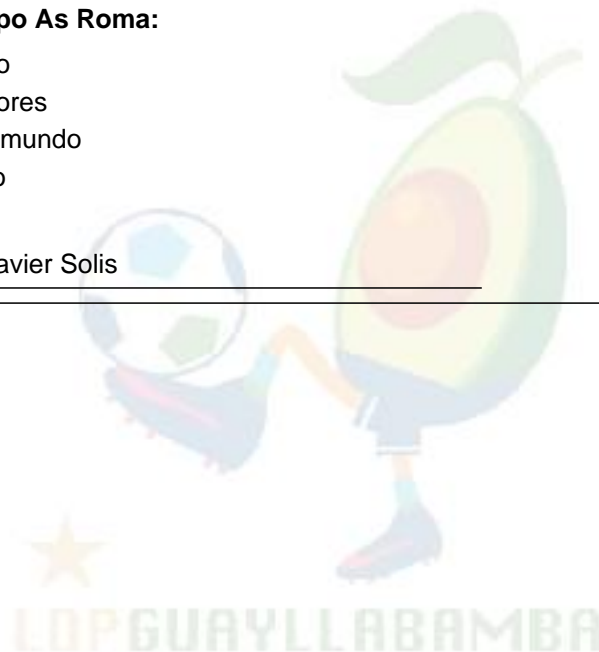 po As Roma:
o
ores
mundo
o
avier Solis
LDPGUAYLLABAMBA